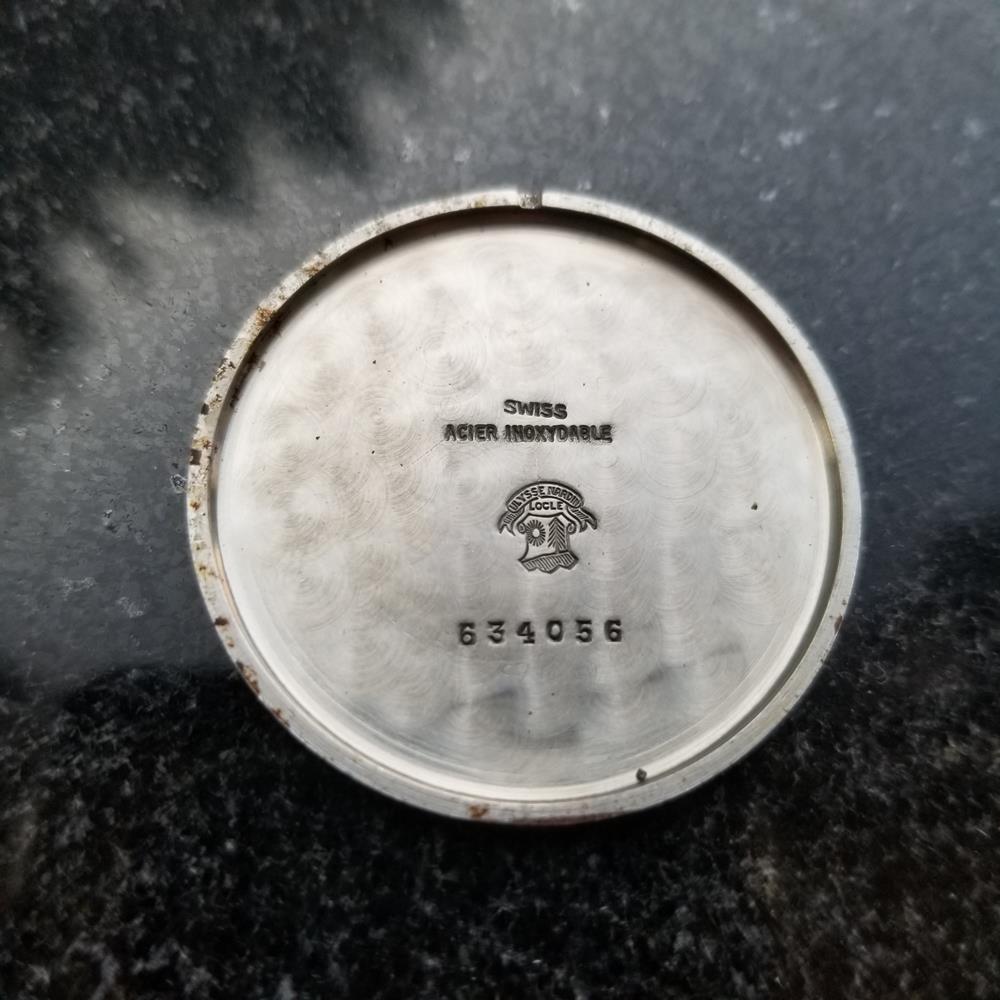 SWISS
ACIER INOXYDABLE
ULYSSE NARDIN
LOCLE
634056